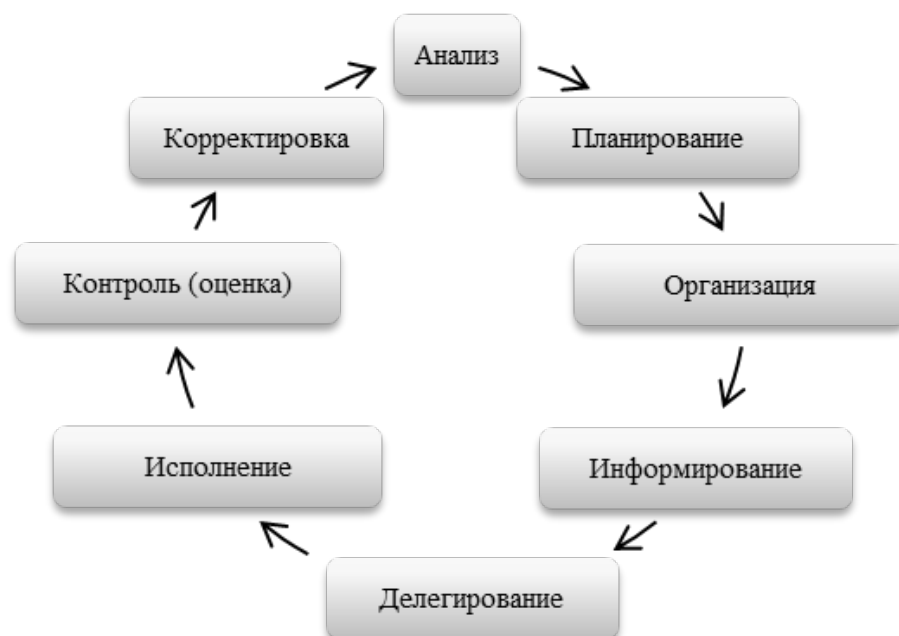 Анализ
Планирование
Организация
Информирование
Делегирование
Исполнение
Контроль (оценка)
Корректировка